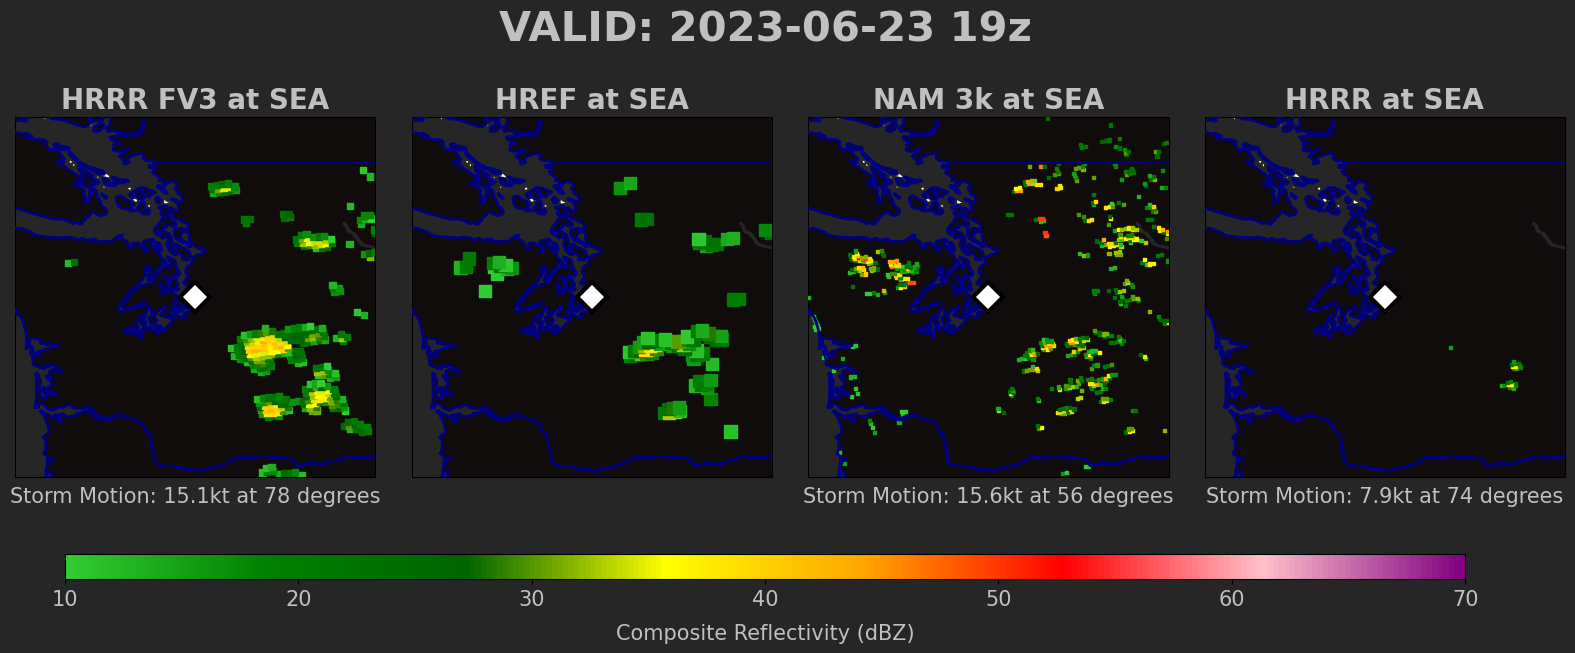 VALID: 2023-06-23 19z
HRRR FV3 at SEA
HREF at SEA
NAM 3k at SEA
HRRR at SEA
Storm Motion: 15.1kt at 78 degrees
Storm Motion: 15.6kt at 56 degrees
Storm Motion: 7.9kt at 74 degrees
10 20 30 40 50 60 70
Composite Reflectivity (dBZ)